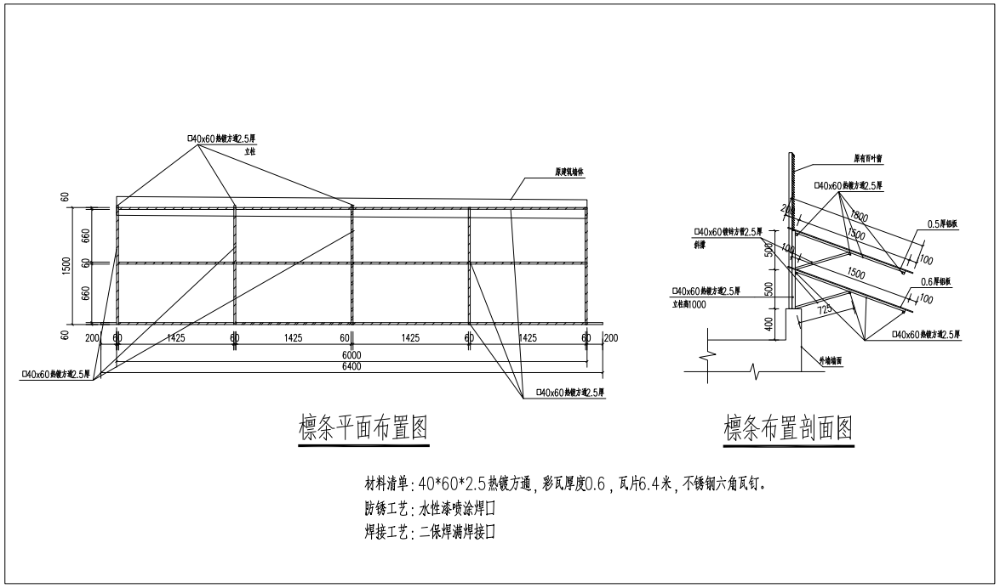 □40x60热镀方通2.5厚
立柱
原建筑墙体
60
660
60
660
60
1500
200
60
1425
60
1425
60
1425
60
1425
60
200
6000
6400
□40x60热镀方通2.5厚
□40x60热镀方通2.5厚
檩条平面布置图
原有百叶窗
□40x60热镀方通2.5厚
1800
200
1500
0.5厚铝板
100
□40x60镀锌方管2.5厚
斜撑
500
100
1500
0.6厚铝板
100
□40x60热镀方通2.5厚
立柱高1000
500
725
400
□40x60热镀方通2.5厚
外墙墙面
檩条布置剖面图
材料清单：40*60*2.5热镀方通，彩瓦厚度0.6，瓦片6.4米，不锈钢六角瓦钉。
防锈工艺：水性漆喷涂焊口
焊接工艺：二保焊满焊接口